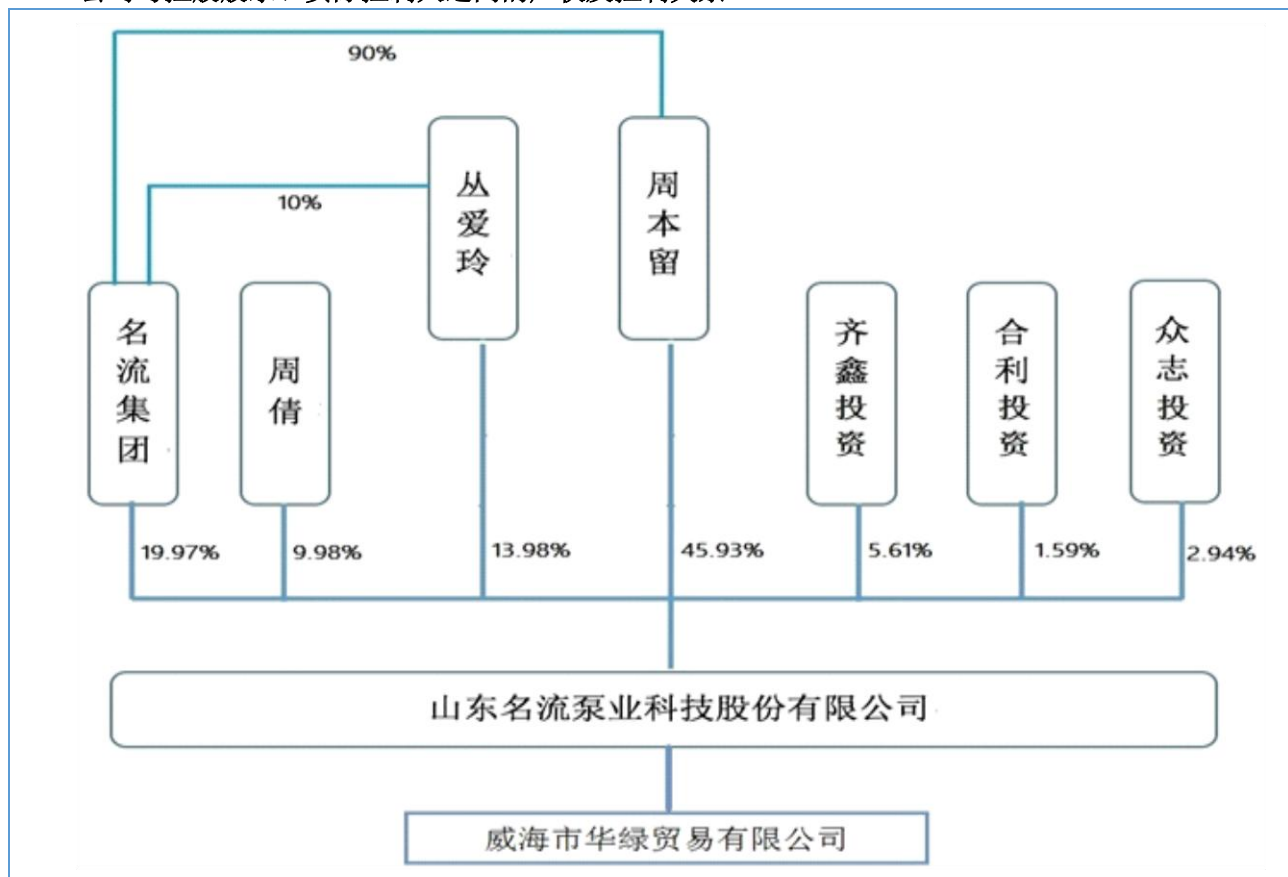 90%
10%
丛爱玲
周本留
名流集团
周倩
齐鑫投资
合利投资
众志投资
19.97%
9.98%
13.98%
45.93%
5.61%
1.59%
2.94%
山东名流泵业科技股份有限公司
威海市华绿贸易有限公司